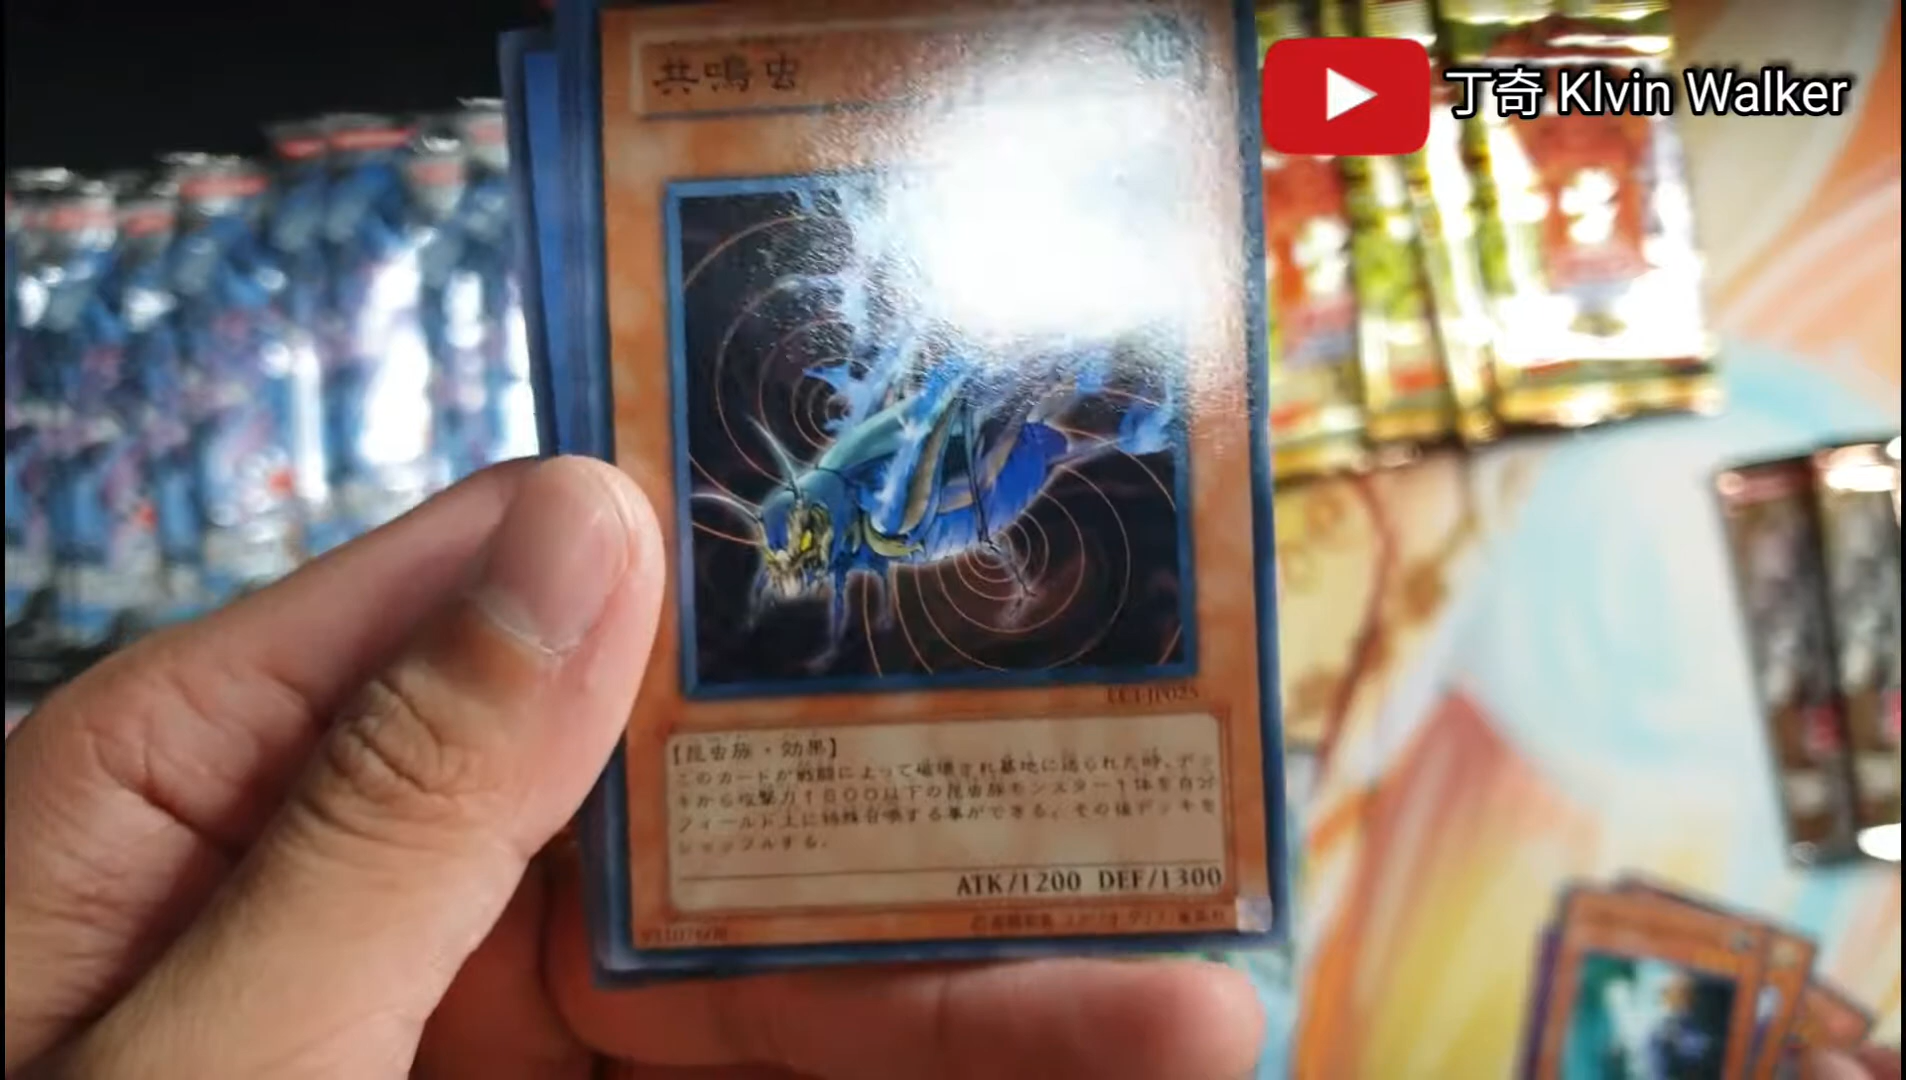 丁奇 Klvin Walker
共鳴虫
【昆虫族・効果】
このカードが戦闘によって破壊され墓地に送られた時、デッ
キから攻撃力1500以下の昆虫族モンスター1体を自分
フィールド上に特殊召喚する事ができる。その後デッキを
シャッフルする。
ATK/1200 DEF/1300